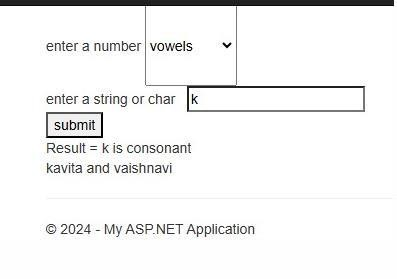 enter a number vowels
enter a string or char k
submit
Result = k is consonant
kavita and vaishnavi
© 2024 - My ASP.NET Application